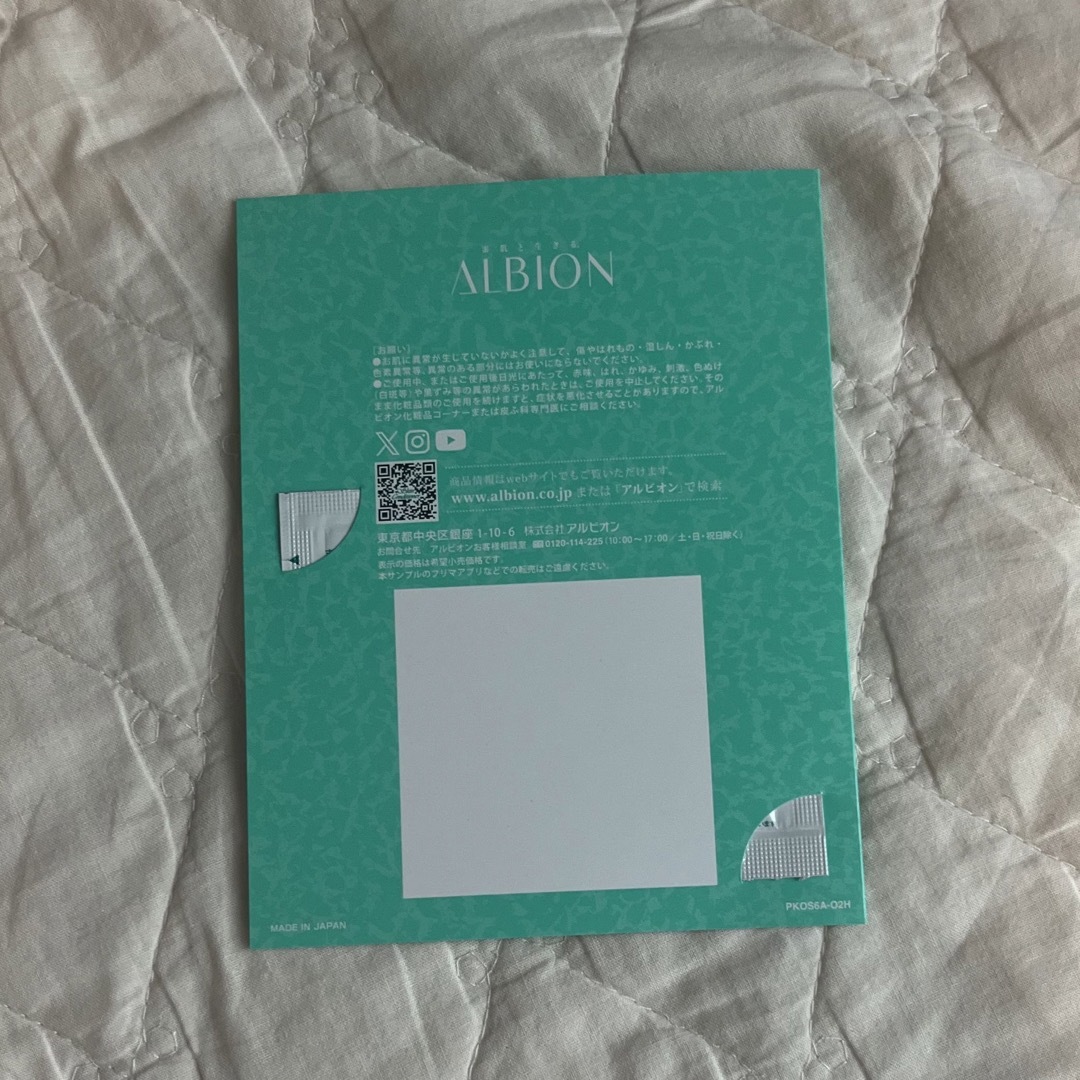 素肌と生きる
ALBION
[お願い]
●お肌に異常が生じていないかよく注意して、傷やはれもの・湿しん・かぶれ・
色素異常等、異常のある部分にはお使いにならないでください。
●ご使用中、またはご使用後日光にあたって、赤味、はれ、かゆみ、刺激、色ぬけ
(白斑等)や黒ずみ等の異常があらわれたときは、ご使用を中止してください。その
まま化粧品類のご使用を続けますと、症状を悪化させることがありますので、アル
ビオン化粧品コーナーまたは皮ふ科専門医にご相談ください。
商品情報はwebサイトでもご覧いただけます。
www.albion.co.jp または「アルビオン」で検索
東京都中央区銀座 1-10-6 株式会社 アルビオン
お問合せ先 アルビオンお客様相談室 0120-114-225 (10:00〜17:00/土・日・祝日除く)
表示の価格は希望小売価格です。
本サンプルのフリマアプリなどでの転売はご遠慮ください。
PKOS6A-O2H
MADE IN JAPAN